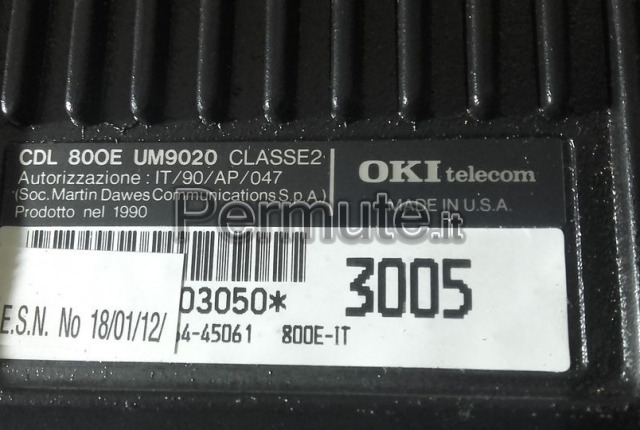 CDL 800E UM9020 CLASSE2
Autorizzazione : IT/90/AP/047
(Soc. Martin Dawes Communications S.p.A.)
Prodotto nel 1990
OKI telecom
MADE IN U.S.A.
Permute.it
03050* 3005
E.S.N. No 18/01/12/
4-45061 800E-IT